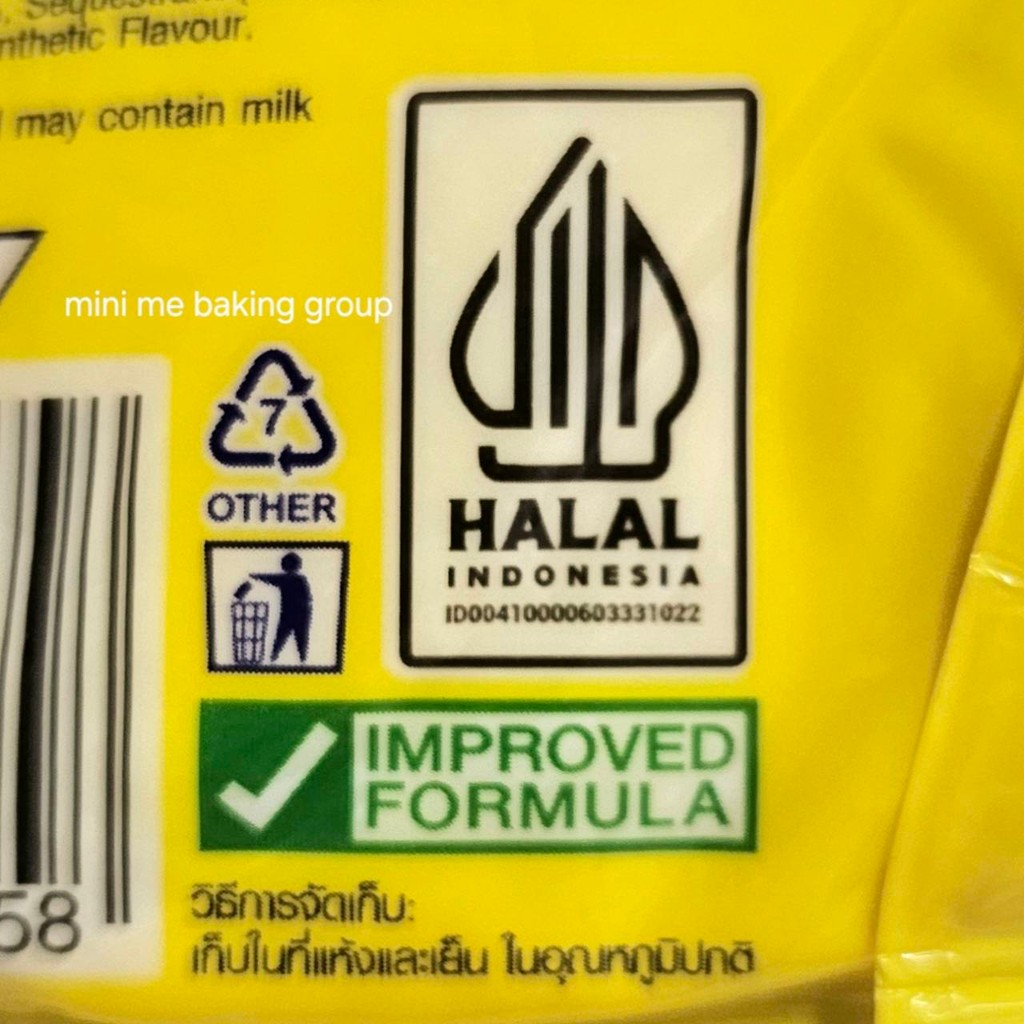 nthetic Flavour.
may contain milk
mini me baking group
7
OTHER
HALAL
INDONESIA
ID00410000603331022
IMPROVED
FORMULA
58
วิธีการจัดเก็บ:
เก็บในที่แห้งและเย็น ในอุณหภูมิปกติ